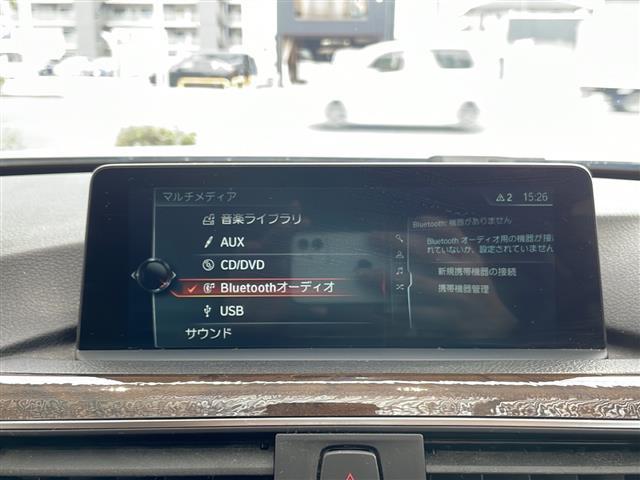 マルチメディア
2 15:26
音楽ライブラリ
AUX
CD/DVD
Bluetoothオーディオ
USB
サウンド
Bluetooth: 機器がありません
Bluetooth オーディオ用の機器が接
れていないか、設定されていません
新規携帯機器の接続
携帯機器管理